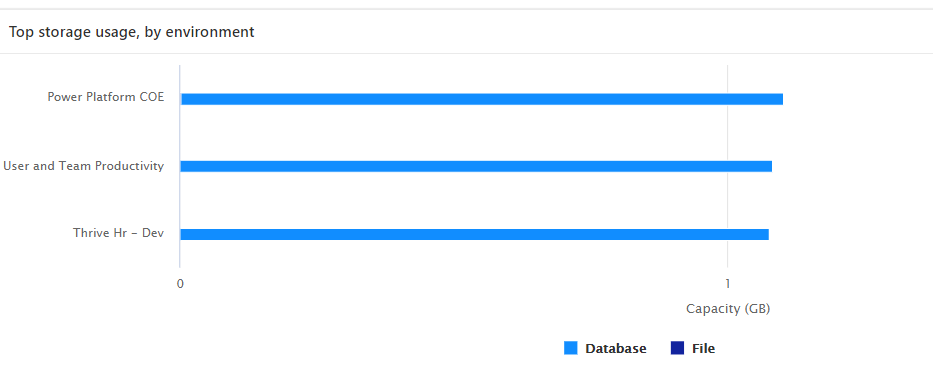 Top storage usage, by environment
Power Platform COE
User and Team Productivity
Thrive Hr - Dev
0 1
Capacity (GB)
Database File